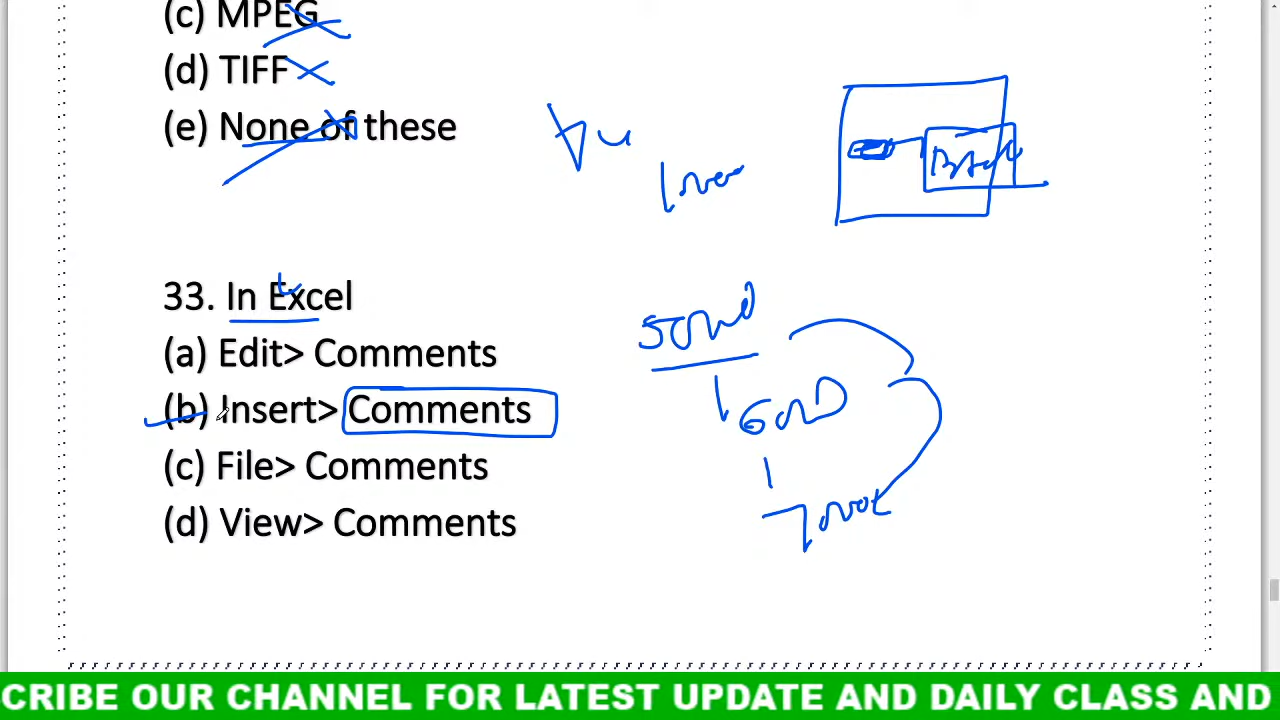 (c) MPEG
(d) TIFF
(e) None of these
33. In Excel
(a) Edit> Comments
(b) Insert> Comments
(c) File> Comments
(d) View> Comments
CRIBE OUR CHANNEL FOR LATEST UPDATE AND DAILY CLASS AND